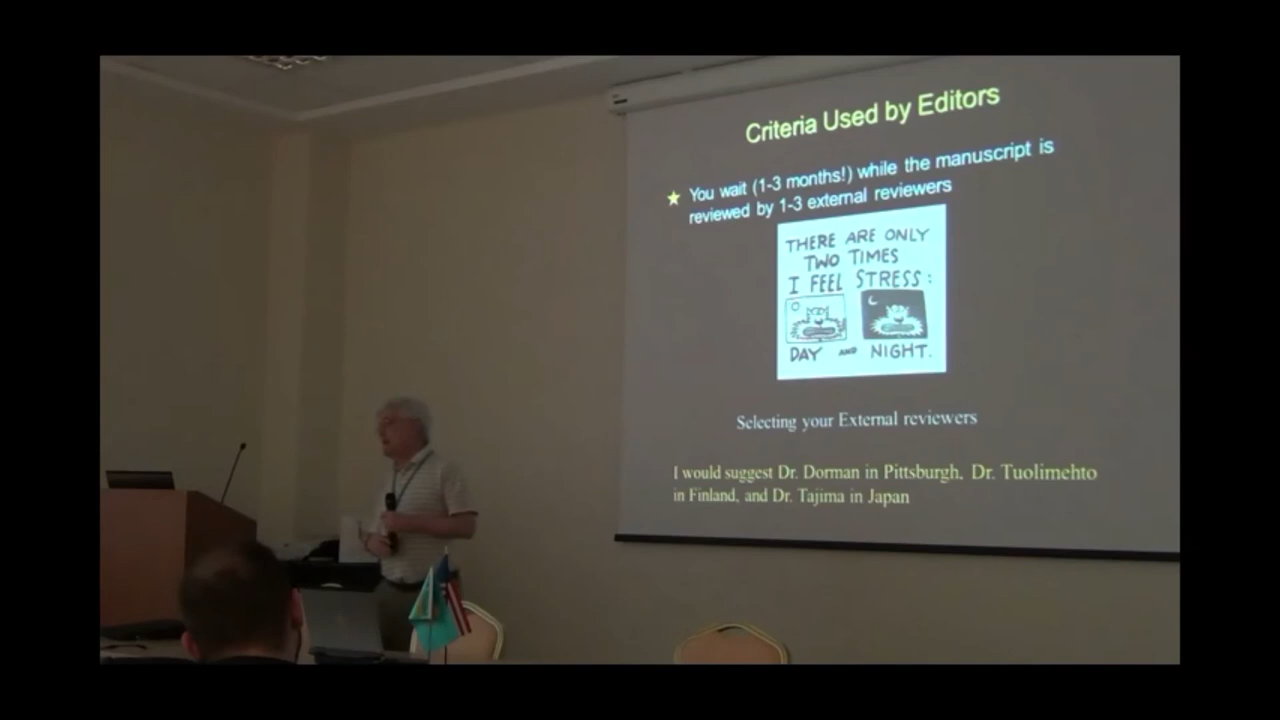 Criteria Used by Editors
You wait (1-3 months!) while the manuscript is
reviewed by 1-3 external reviewers
THERE ARE ONLY
TWO TIMES
I FEEL STRESS:
DAY AND NIGHT.
Selecting your External reviewers
I would suggest Dr. Dorman in Pittsburgh, Dr. Tuolimehto
in Finland, and Dr. Tajima in Japan